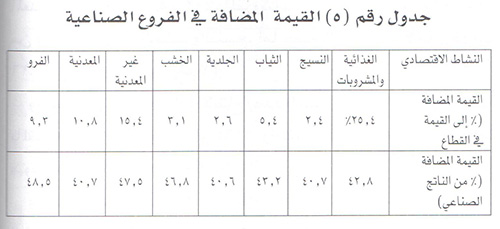 جدول رقم (٥) القيمة المضافة في الفروع الصناعية
النشاط الاقتصادي الغذائية والمشروبات النسيج الثياب الجلدية الخشب غير المعدنية المعدنية الفرو
القيمة المضافة (٪ إلى القيمة في القطاع ٢٥,٤٪ ٢,٤ ٥,٤ ٢,٦ ٣,١ ١٥,٤ ١٠,٨ ٩,٣
القيمة المضافة (٪ من الناتج الصناعي) ٤٢,٨ ٤٠,٧ ٤٣,٢ ٤٠,٦ ٤٦,٨ ٤٧,٥ ٤٠,٧ ٤٨,٥